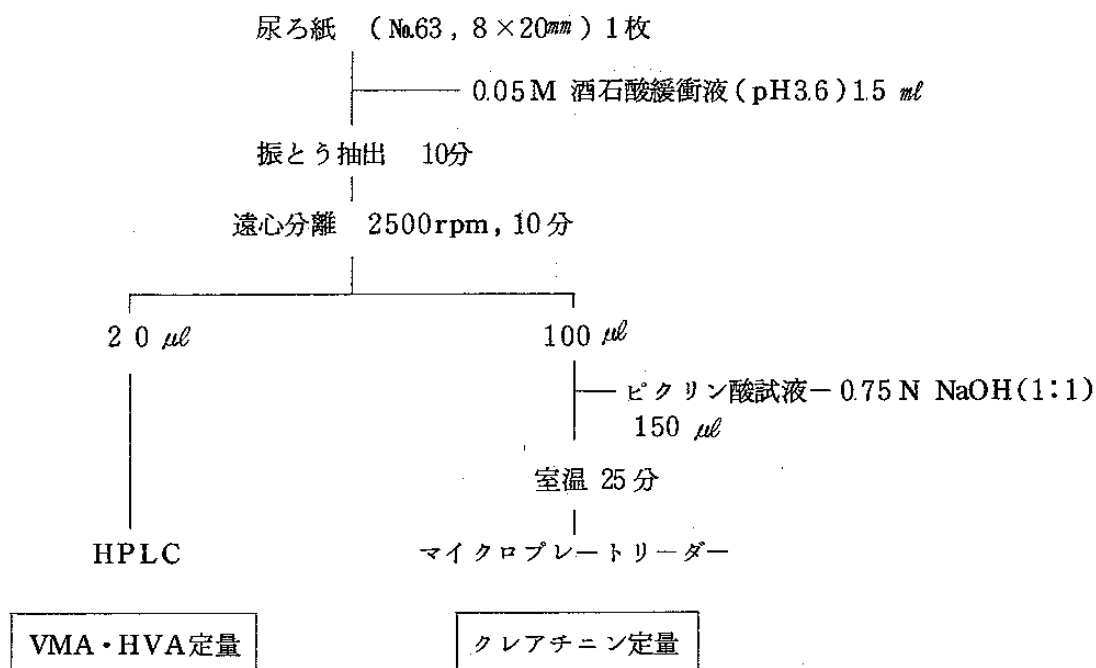 尿ろ紙 (№63, 8×20mm) 1枚
0.05M 酒石酸緩衝液(pH3.6)1.5 ml
振とう抽出 10分
遠心分離 2500rpm, 10分
20 μl
100 μl
ピクリン酸試液－0.75N NaOH(1:1)
150 μl
室温 25分
HPLC
マイクロプレートリーダー
VMA・HVA定量
クレアチニン定量